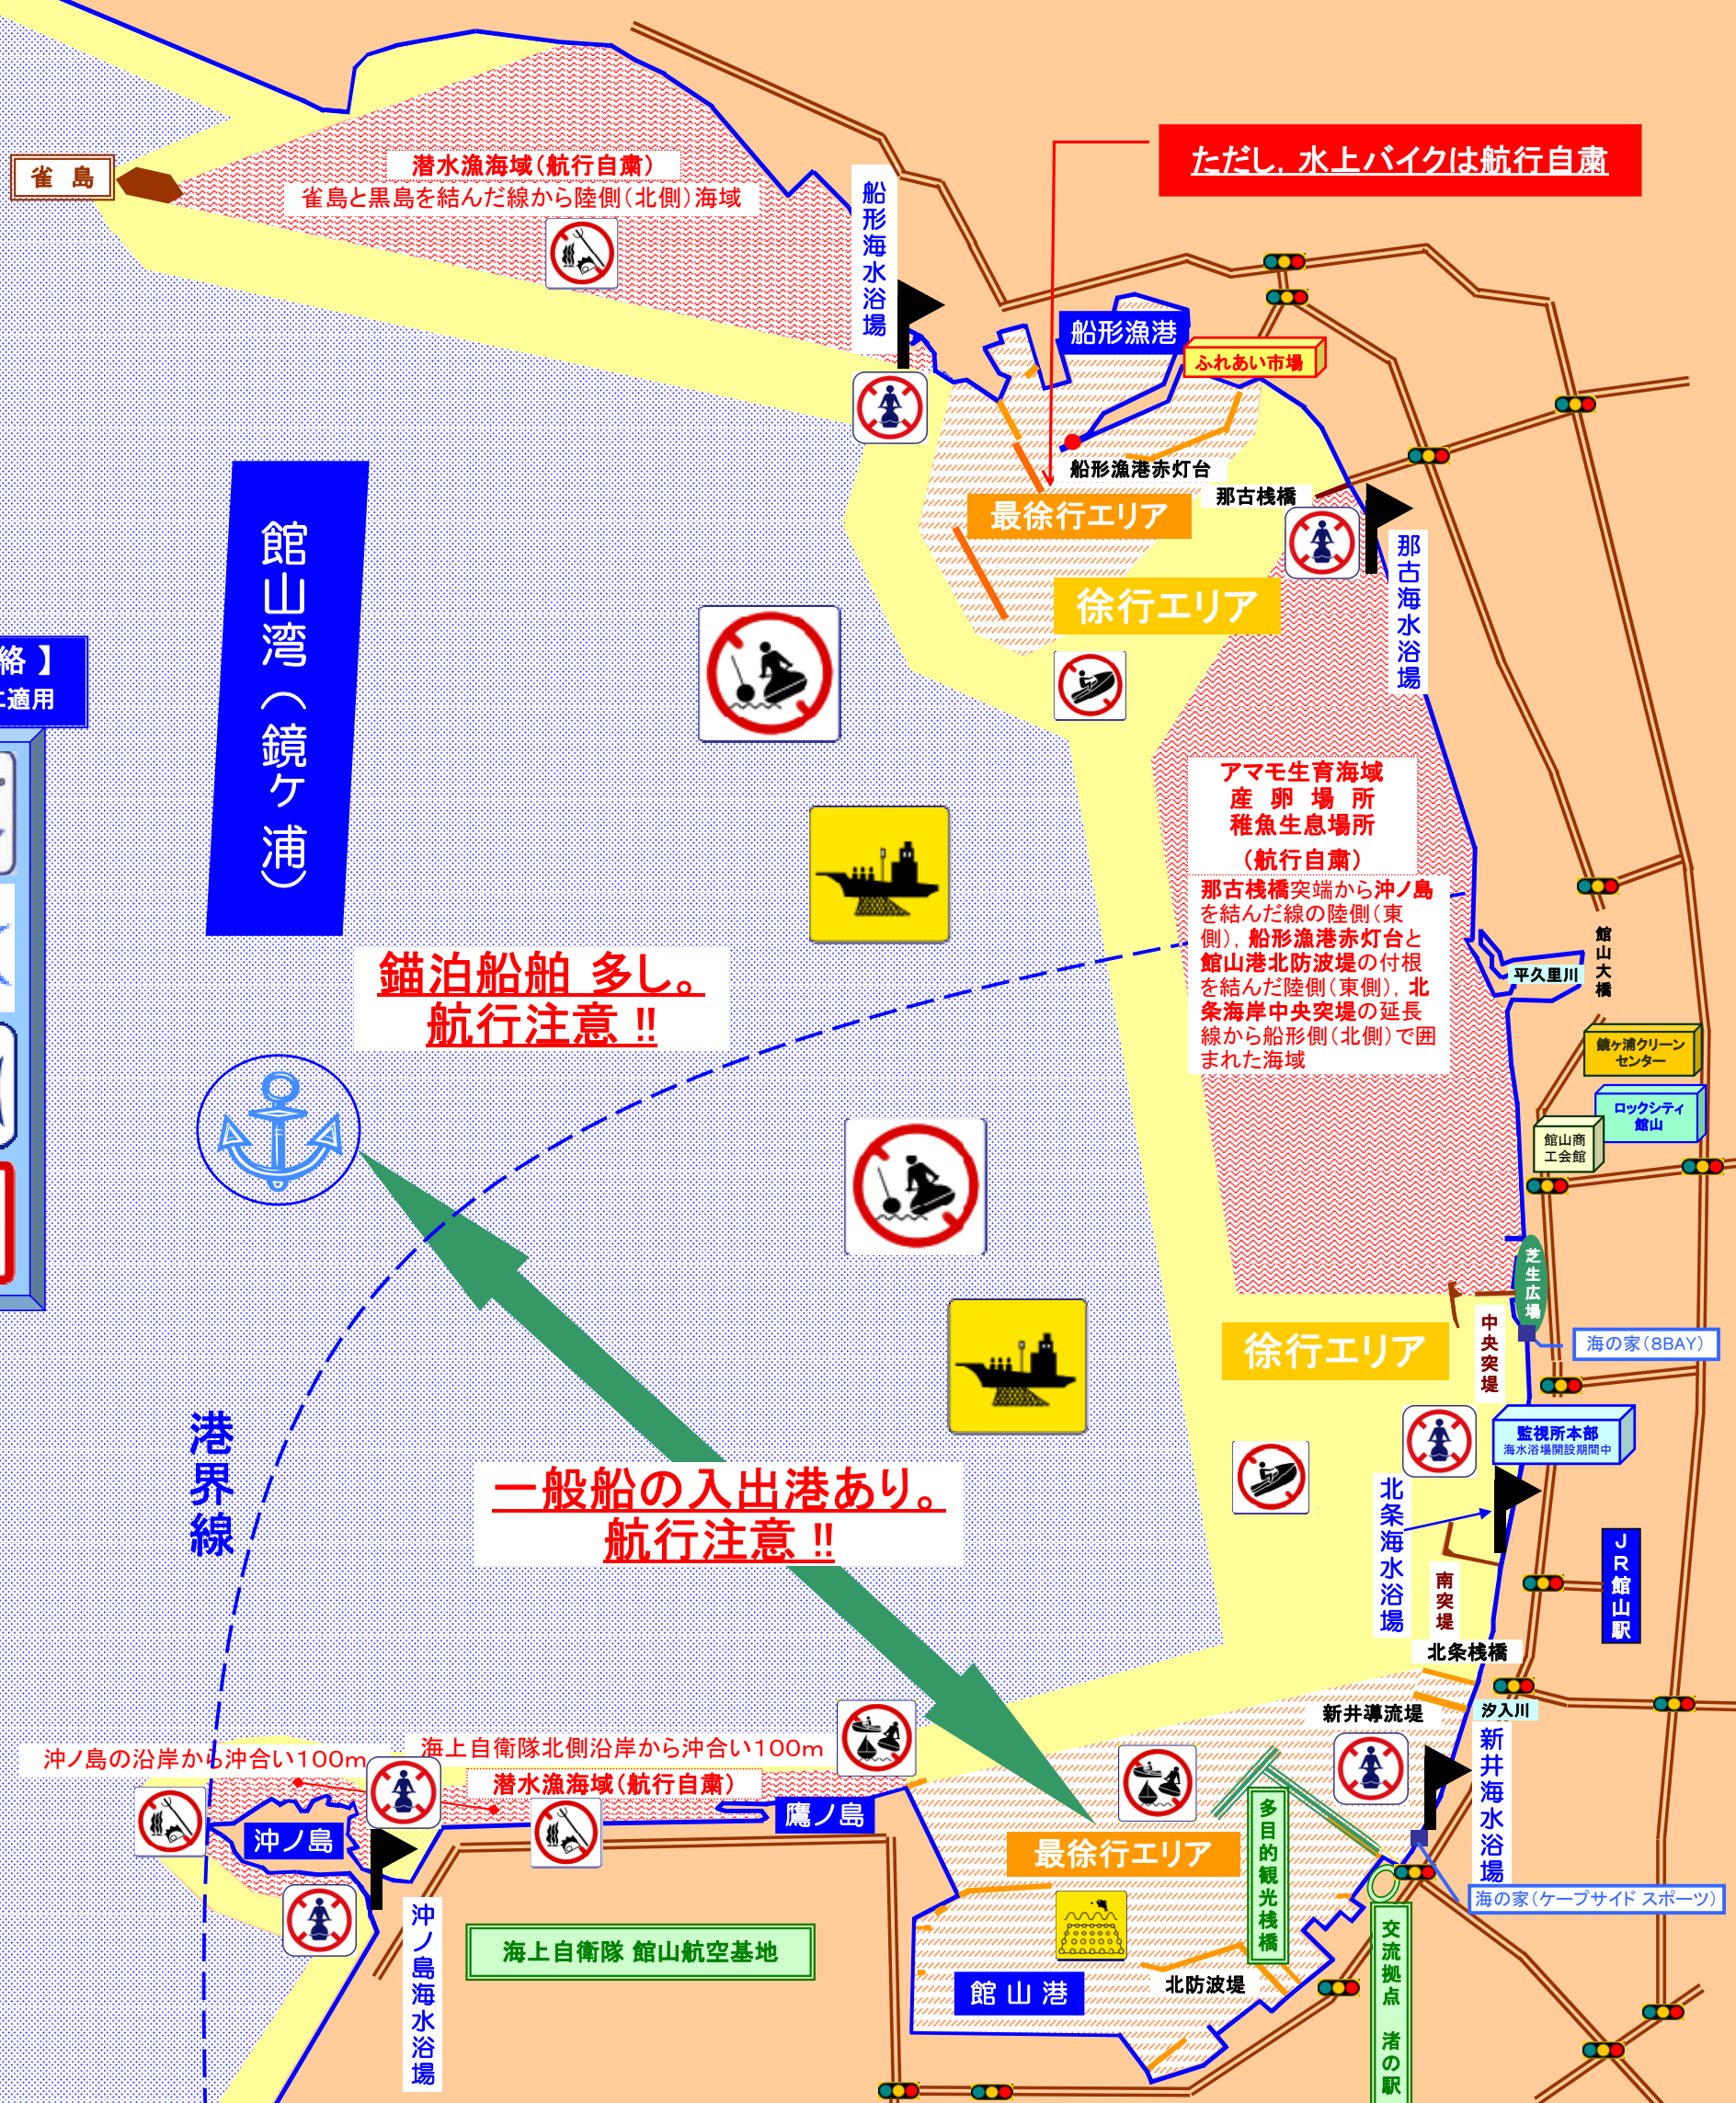 ただし，水上バイクは航行自粛
雀 島
潜水漁海域(航行自粛)
雀島と黒島を結んだ線から陸側(北側)海域
船形海水浴場
船形漁港
ふれあい市場
船形漁港赤灯台
那古桟橋
最徐行エリア
徐行エリア
那古海水浴場
館山湾(鏡ケ浦)
絡 】
に適用
アマモ生育海域
産 卵 場 所
稚魚生息場所
(航行自粛)
那古桟橋突端から沖ノ島
を結んだ線の陸側(東
側)，船形漁港赤灯台と
館山港北防波堤の付根
を結んだ陸側(東側)，北
条海岸中央突堤の延長
線から船形側(北側)で囲
まれた海域
館山大橋
平久里川
錨泊船舶 多し。
航行注意 !!
鏡ヶ浦クリーン
センター
ロックシティ
館山
館山商
工会館
芝生広場
中央突堤
海の家(8BAY)
徐行エリア
監視所本部
海水浴場開設期間中
港界線
一般船の入出港あり。
航行注意 !!
北条海水浴場
南突堤
JR館山駅
北条桟橋
新井導流堤
汐入川
新井海水浴場
沖ノ島の沿岸から沖合い100m
海上自衛隊北側沿岸から沖合い100m
潜水漁海域(航行自粛)
鷹ノ島
沖ノ島
最徐行エリア
多目的観光桟橋
海の家(ケープサイド スポーツ)
沖ノ島海水浴場
海上自衛隊 館山航空基地
館 山 港
北防波堤
交流拠点 渚の駅